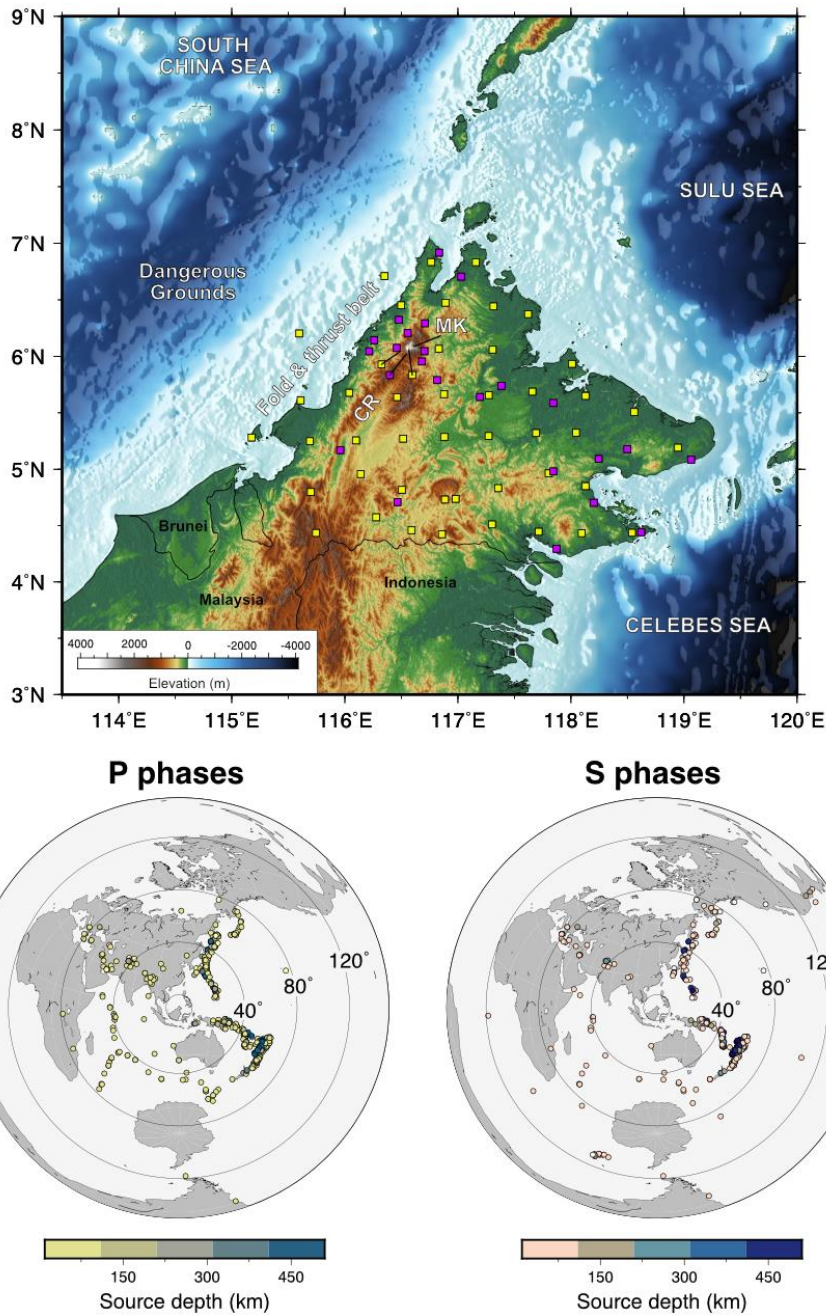 9°N
SOUTH
CHINA SEA
8°N
SULU SEA
7°N
Dangerous
Grounds
Fold & thrust belt
MK
6°N
CR
5°N
Brunei
4°N
Malaysia
Indonesia
CELEBES SEA
4000 2000 0 -2000 -4000
Elevation (m)
3°N
114°E 115°E 116°E 117°E 118°E 119°E 120°E
P phases
S phases
120°
80°
40°
12
80°
40°
150 300 450
Source depth (km)
150 300 450
Source depth (km)